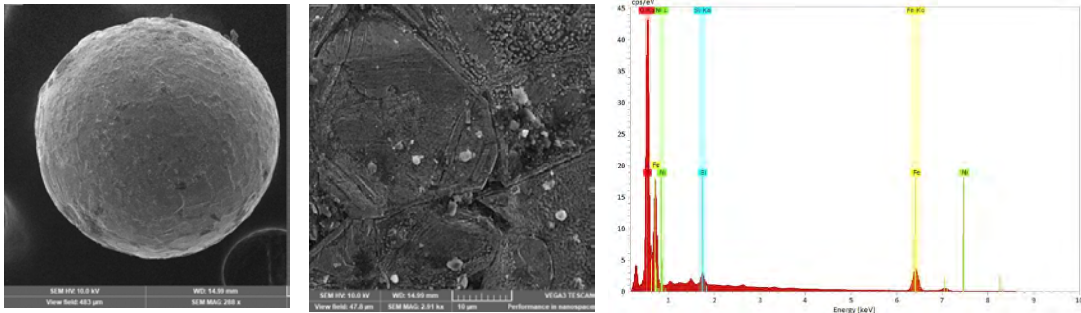 SEM HV: 10.0 kV WD: 14.99 mm
View field: 483 μm SEM MAG: 268 x
SEM HV: 10.0 kV WD: 14.99 mm VEGA3 TESCAN
View field: 47.8 μm SEM MAG: 2.91 kx 10 μm Performance in nanospace
cps/eV
45
40
35
30
25
20
15
10
5
0
Ni-L
Si-KA
Fe-KA
Fe
Ni
Si
Fe
Ni
1 2 3 4 5 6 7 8 9 10
Energy [keV]